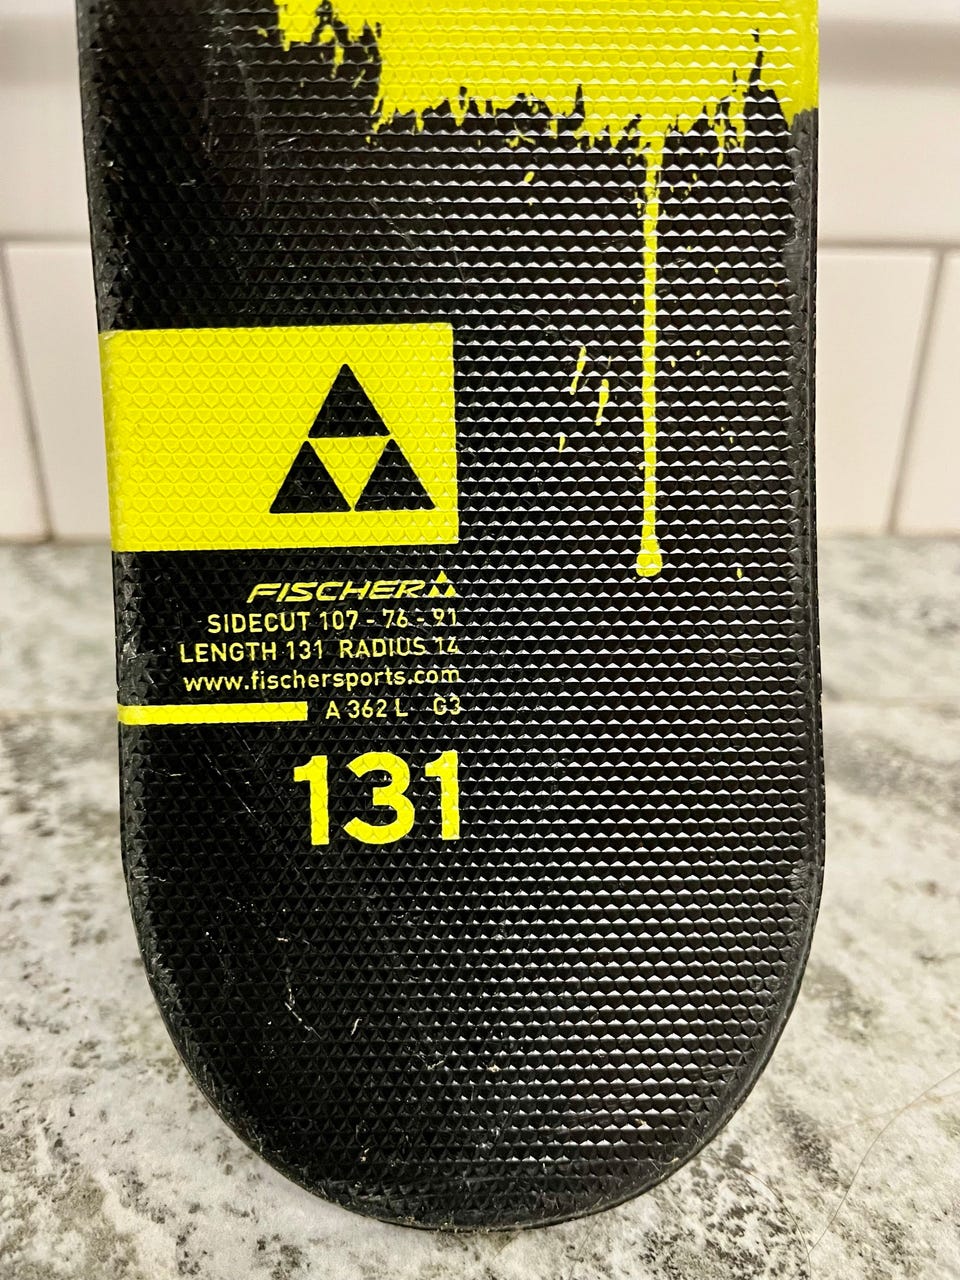 FISCHER
SIDECUT 107 - 76 - 91
LENGTH 131 RADIUS 14
www.fischersports.com
A 362 L G3
131